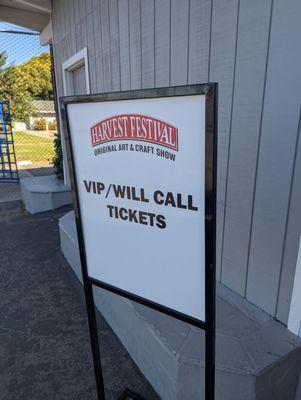 HARVEST FESTIVAL
ORIGINAL ART & CRAFT SHOW
VIP/WILL CALL
TICKETS